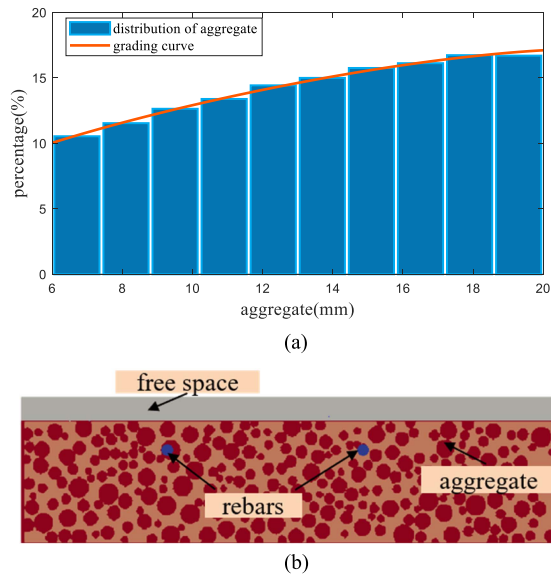 20
15
10
5
0
percentage(%)
distribution of aggregate
grading curve
6 8 10 12 14 16 18 20
aggregate(mm)
(a)
free space
aggregate
rebars
(b)